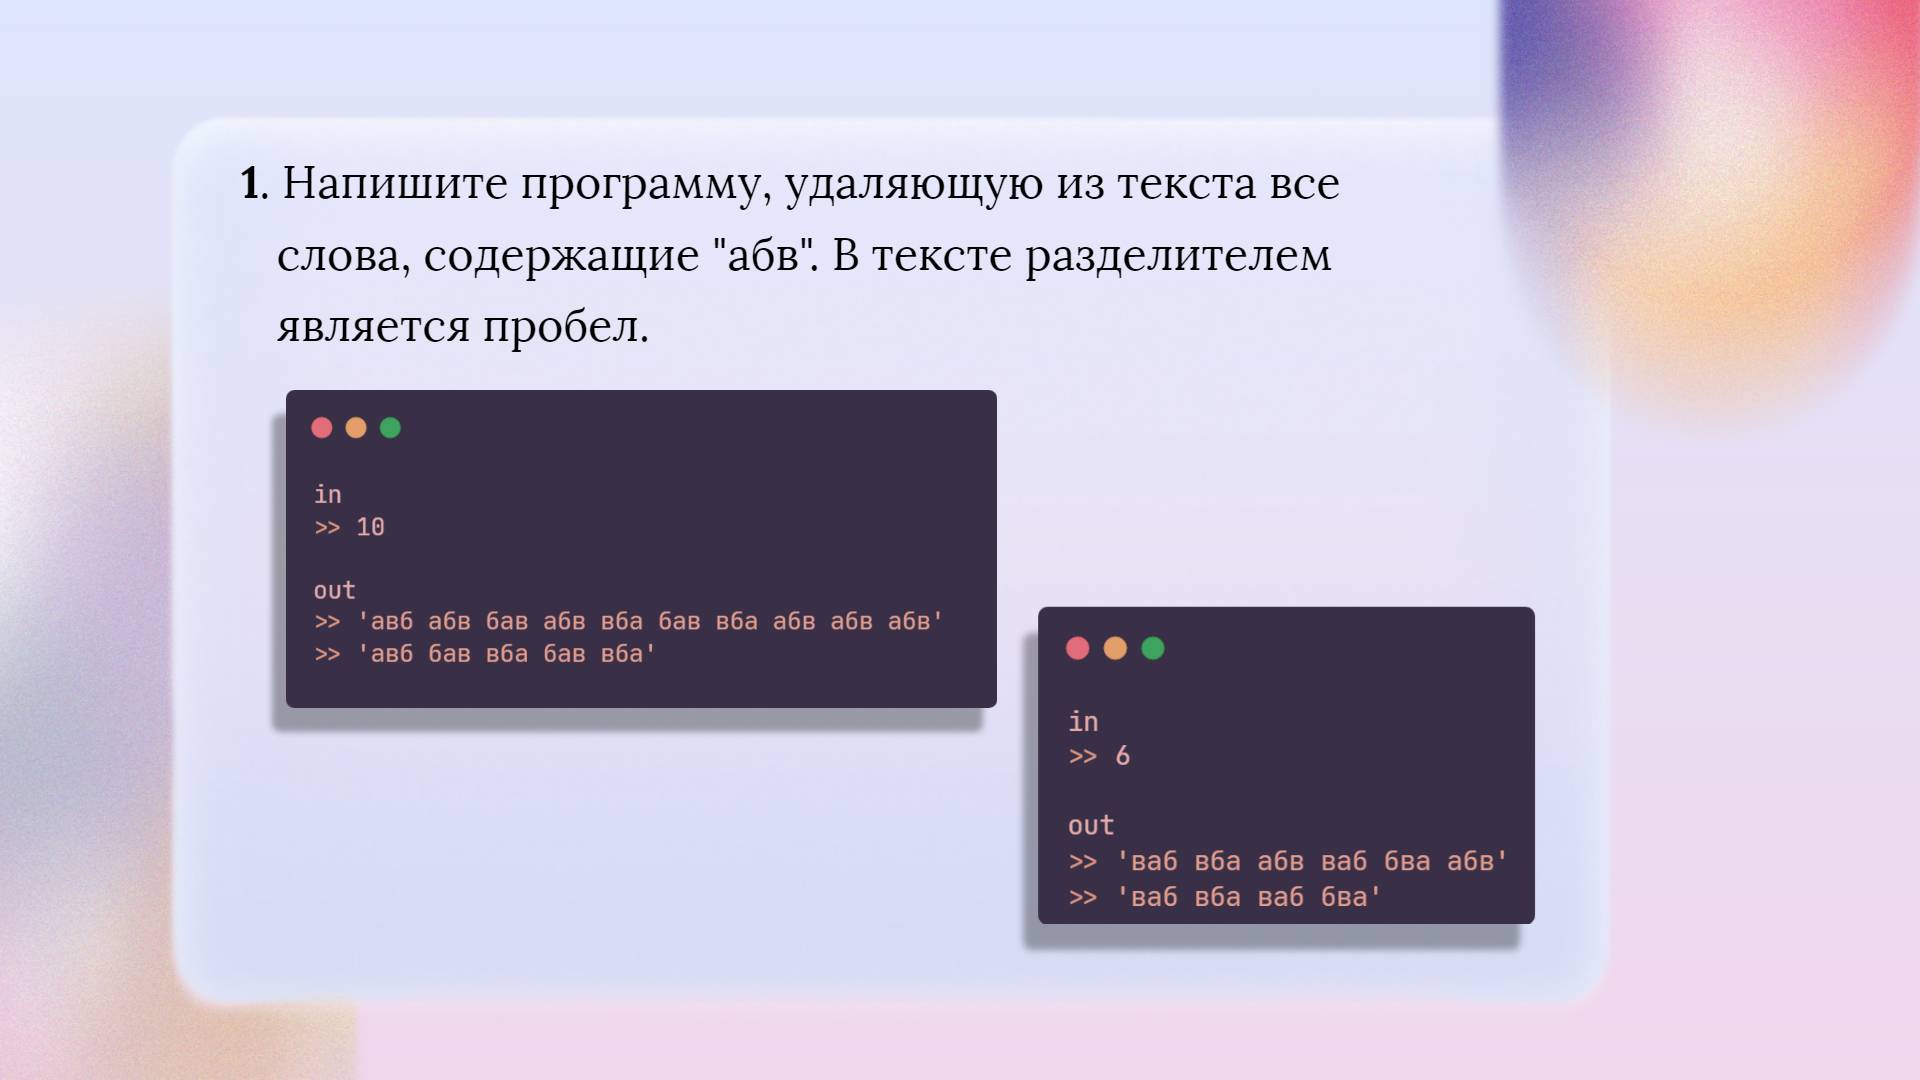 1. Напишите программу, удаляющую из текста все
слова, содержащие "абв". В тексте разделителем
является пробел.
in
>> 10
out
>> 'авб абв бав абв вба бав вба абв абв абв'
>> 'авб бав вба бав вба'
in
>> 6
out
>> 'ваб вба абв ваб бва абв'
>> 'ваб вба ваб бва'